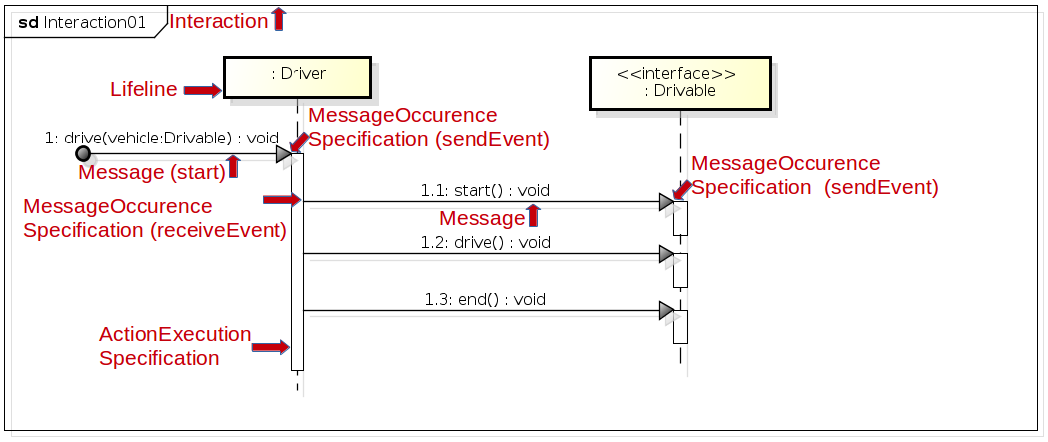 sd Interaction01
Interaction
: Driver
<<interface>>
: Drivable
Lifeline
MessageOccurence
Specification (sendEvent)
1: drive(vehicle:Drivable) : void
Message (start)
MessageOccurence
Specification  (sendEvent)
1.1: start() : void
MessageOccurence
Specification (receiveEvent)
Message
1.2: drive() : void
1.3: end() : void
ActionExecution
Specification